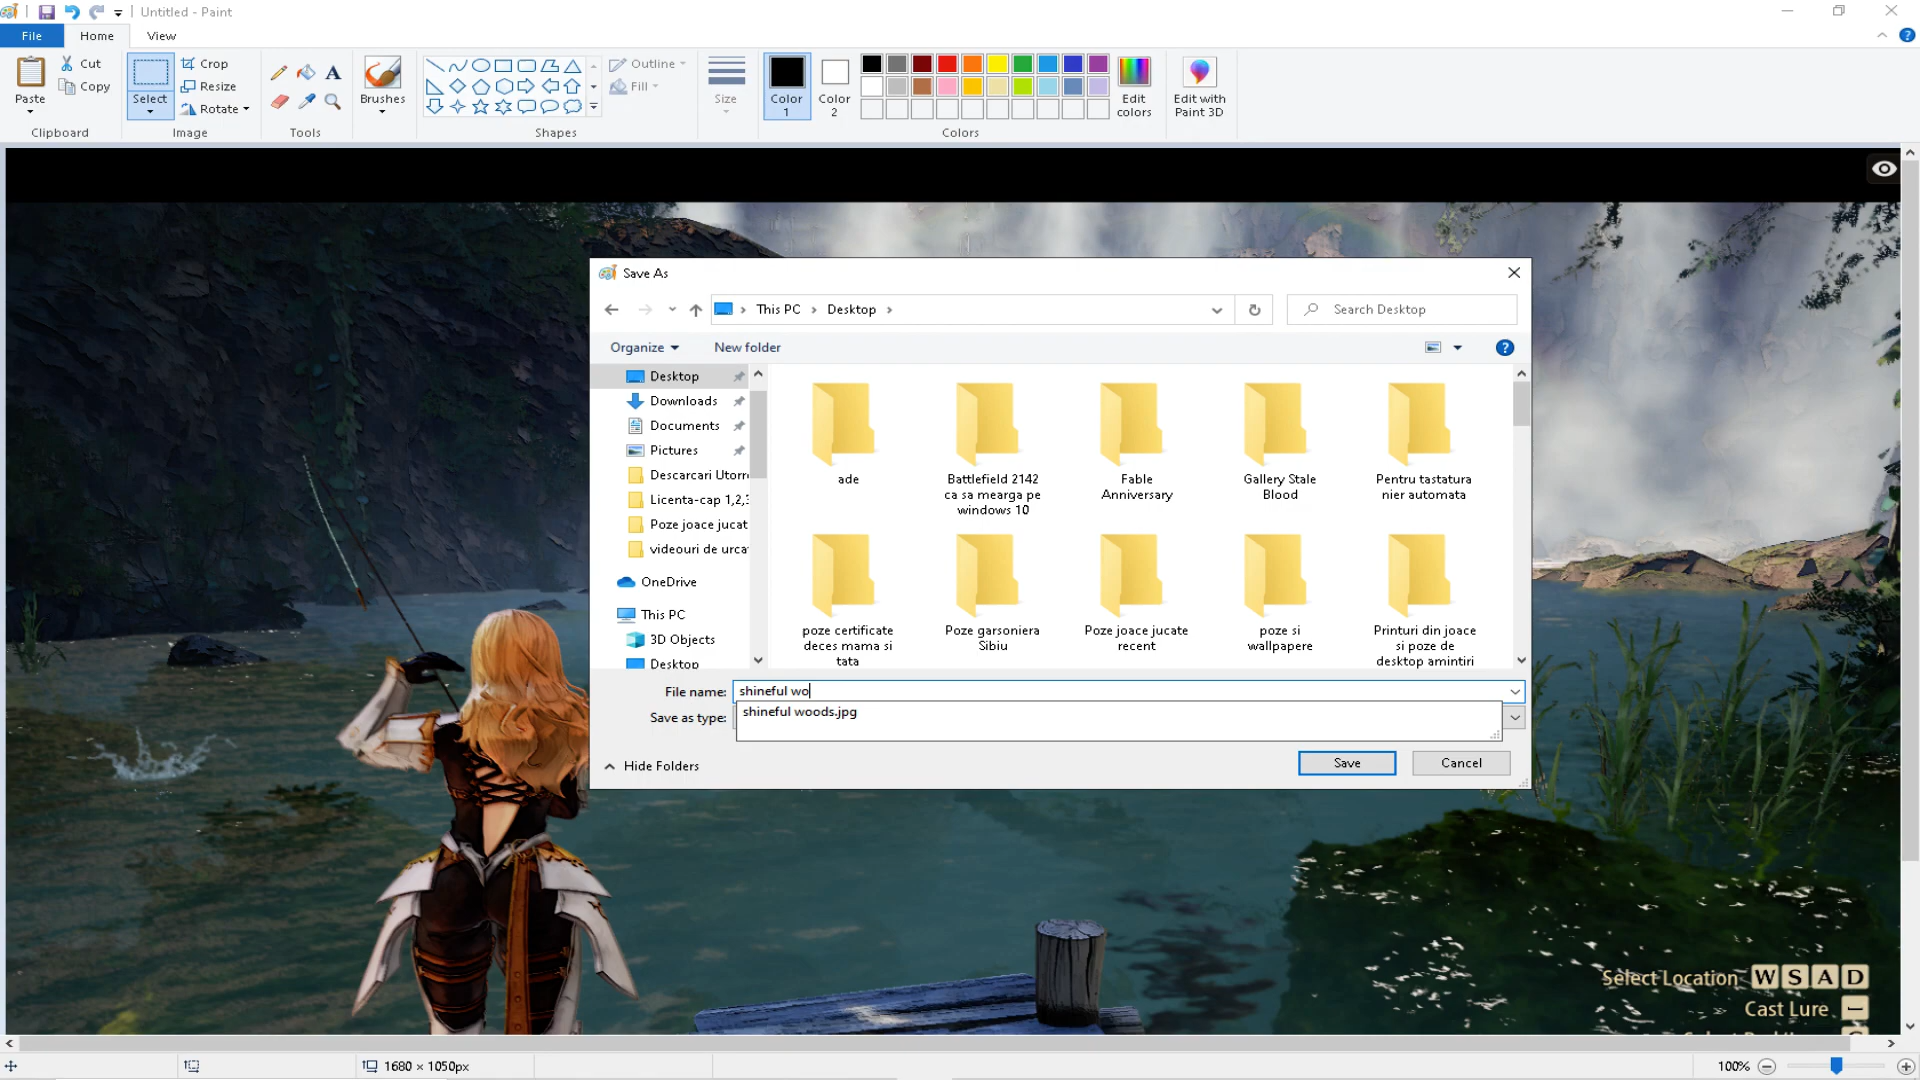 Untitled - Paint
File
Home
View
Paste
Cut
Copy
Clipboard
Select
Crop
Resize
Rotate
Image
A
Tools
Brushes
Outline
Fill
Shapes
Size
Color
1
Color
2
Edit
colors
Colors
Edit with
Paint 3D
Save As
This PC
Desktop
Search Desktop
Organize
New folder
Desktop
Downloads
Documents
Pictures
Descarcari Utorr
Licenta-cap 1,2,3
Poze joace jucat
videouri de urca
OneDrive
This PC
3D Objects
Desktop
ade
Battlefield 2142
ca sa mearga pe
windows 10
Fable
Anniversary
Gallery Stale
Blood
Pentru tastatura
nier automata
poze certificate
deces mama si
tata
Poze garsoniera
Sibiu
Poze joace jucate
recent
poze si
wallpapere
Printuri din joace
si poze de
desktop amintiri
File name: shineful wo
shineful woods.jpg
Save as type:
Hide Folders
Save
Cancel
Select Location W S A D
Cast Lure
1680 × 1050px
100%